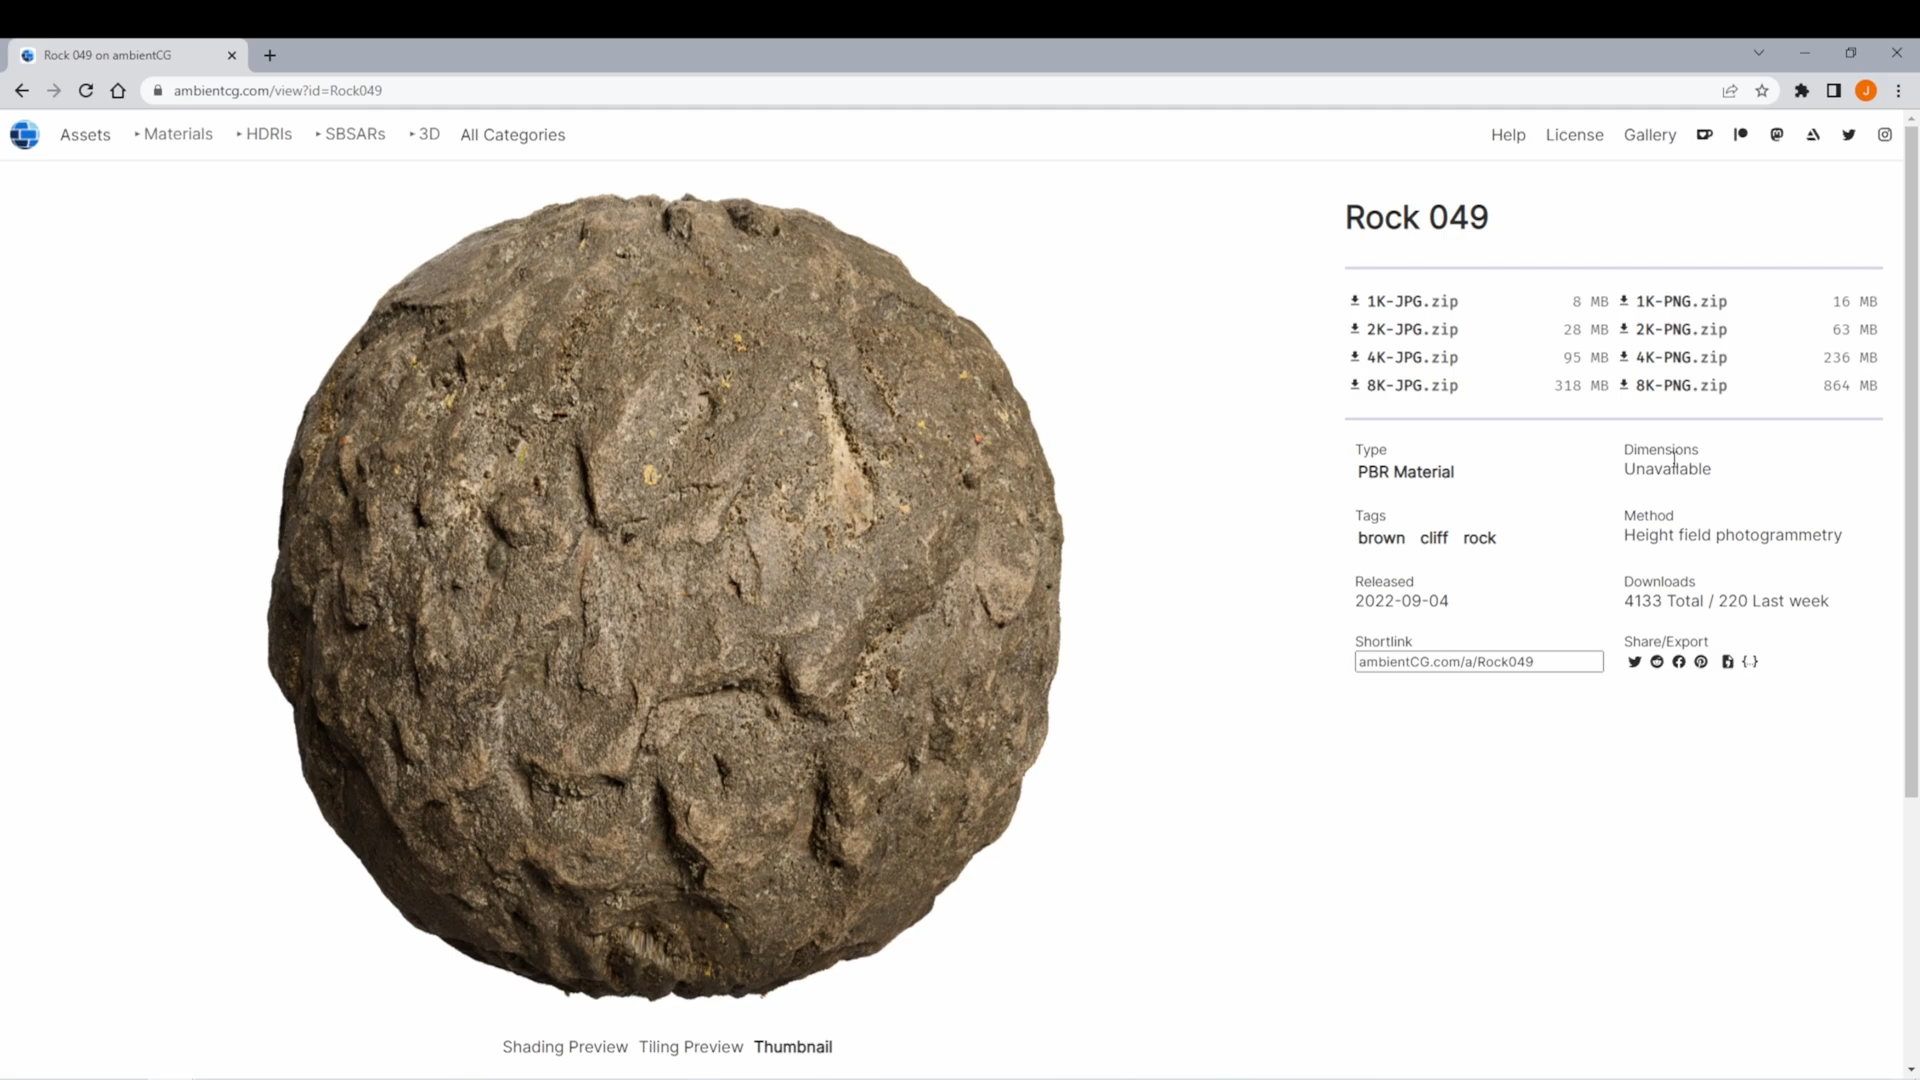 Rock 049 on ambientCG
ambientcg.com/view?id=Rock049
J
Assets Materials HDRIs SBSARs 3D All Categories Help License Gallery
Rock 049
1K-JPG.zip 8 MB 1K-PNG.zip 16 MB
2K-JPG.zip 28 MB 2K-PNG.zip 63 MB
4K-JPG.zip 95 MB 4K-PNG.zip 236 MB
8K-JPG.zip 318 MB 8K-PNG.zip 864 MB
Type Dimensions
PBR Material Unavailable
Tags Method
brown cliff rock Height field photogrammetry
Released Downloads
2022-09-04 4133 Total / 220 Last week
Shortlink Share/Export
ambientCG.com/a/Rock049
Shading Preview Tiling Preview Thumbnail